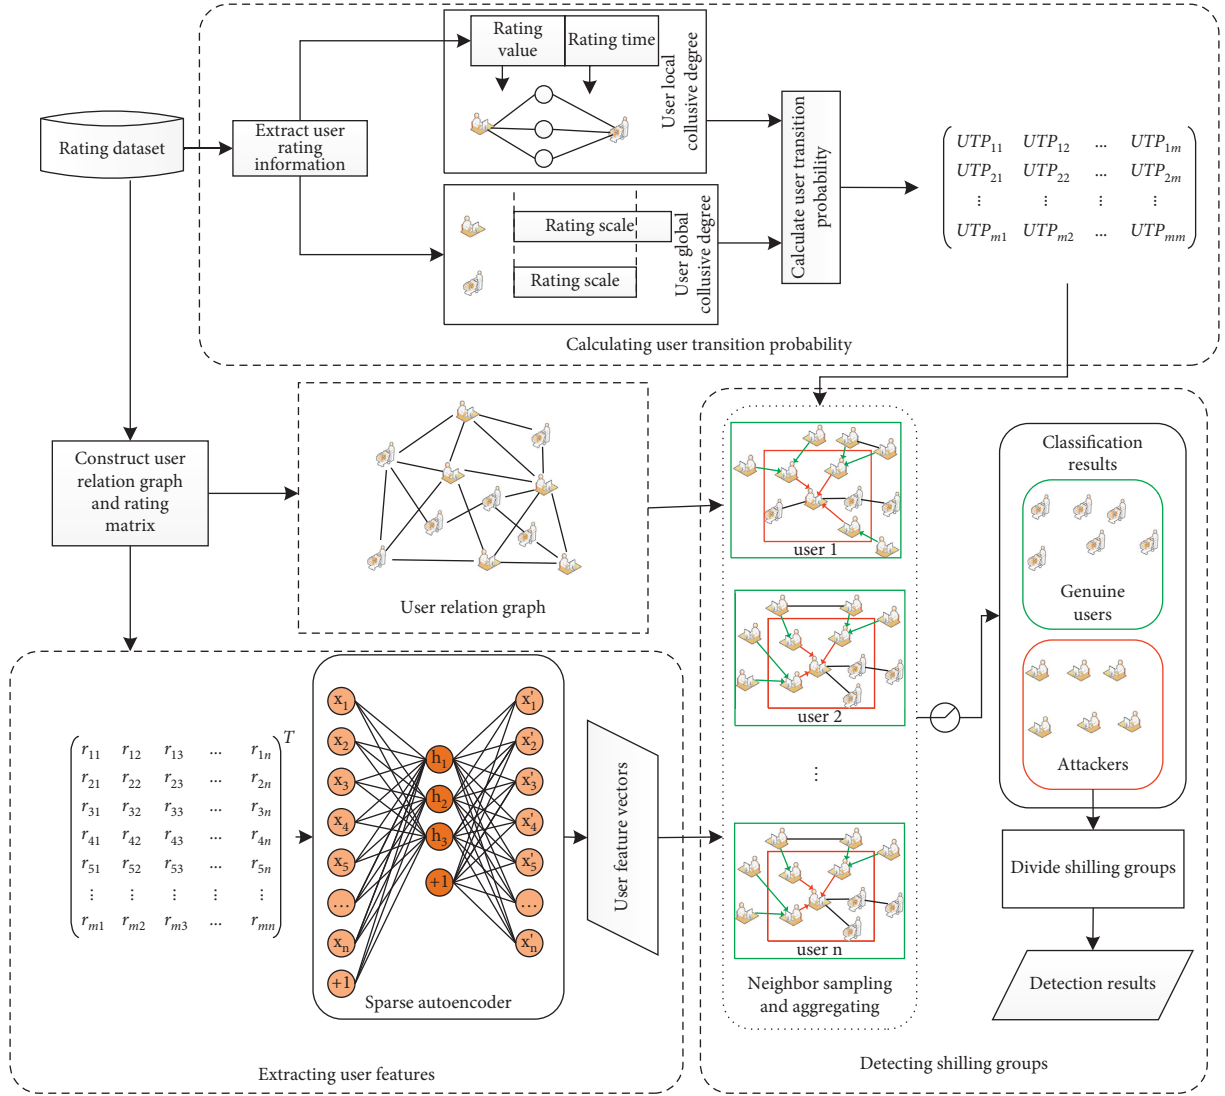 Rating dataset
Extract user
rating
information
Rating
value
Rating time
User local
collusive degree
Rating scale
Rating scale
User global
collusive degree
Calculate user transition
probability
UTP11 UTP12 ... UTP1m
UTP21 UTP22 ... UTP2m
⋮ ⋮ ⋮ ⋮
UTPm1 UTPm2 ... UTPmm
Calculating user transition probability
Construct user
relation graph
and rating
matrix
User relation graph
r11 r12 r13 ... r1n
r21 r22 r23 ... r2n
r31 r32 r33 ... r3n
r41 r42 r43 ... r4n
r51 r52 r53 ... r5n
⋮ ⋮ ⋮ ⋮ ⋮
rm1 rm2 rm3 ... rmn
T
x1
x2
x3
x4
x5
...
xn
+1
h1
h2
h3
+1
x'1
x'2
x'3
x'4
x'5
...
x'n
Sparse autoencoder
User feature vectors
Extracting user features
user 1
user 2
⋮
user n
Neighbor sampling
and aggregating
Classification
results
Genuine
users
Attackers
Divide shilling groups
Detection results
Detecting shilling groups